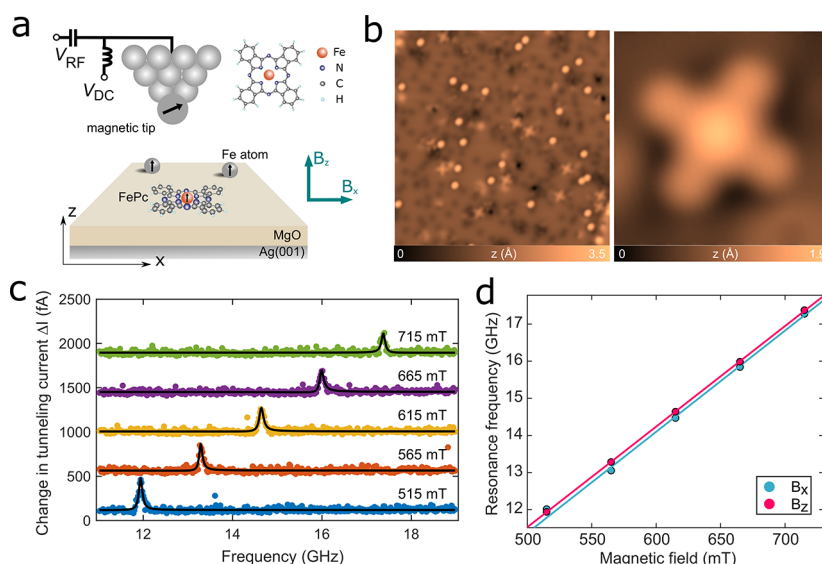 a
V_RF
V_DC
magnetic tip
Fe
N
C
H
Fe atom
FePc
B_z
B_x
z
x
MgO
Ag(001)
b
0 z (Å) 3.5
0 z (Å)
c
Change in tunneling current ΔI (fA)
2500
2000
1500
1000
500
0
715 mT
665 mT
615 mT
565 mT
515 mT
12 14 16 18
Frequency (GHz)
d
Resonance frequency (GHz)
17
16
15
14
13
12
B_x
B_z
500 550 600 650 700
Magnetic field (mT)